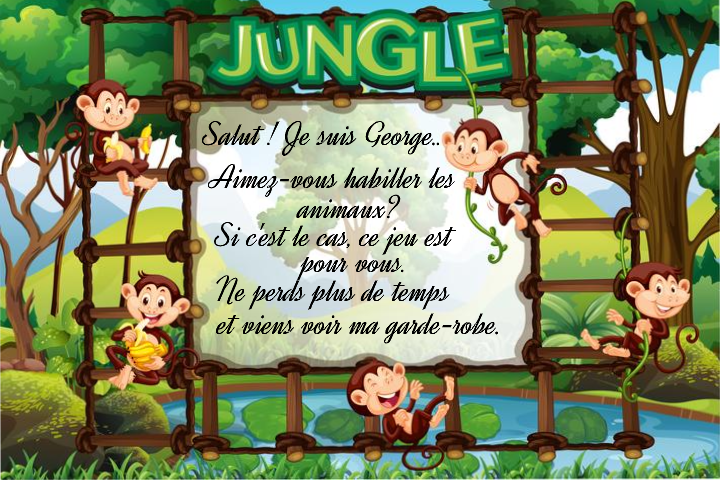 JUNGLE
Salut ! Je suis George..
Aimez-vous habiller les
animaux?
Si c'est le cas, ce jeu est
pour vous.
Ne perds plus de temps
et viens voir ma garde-robe.